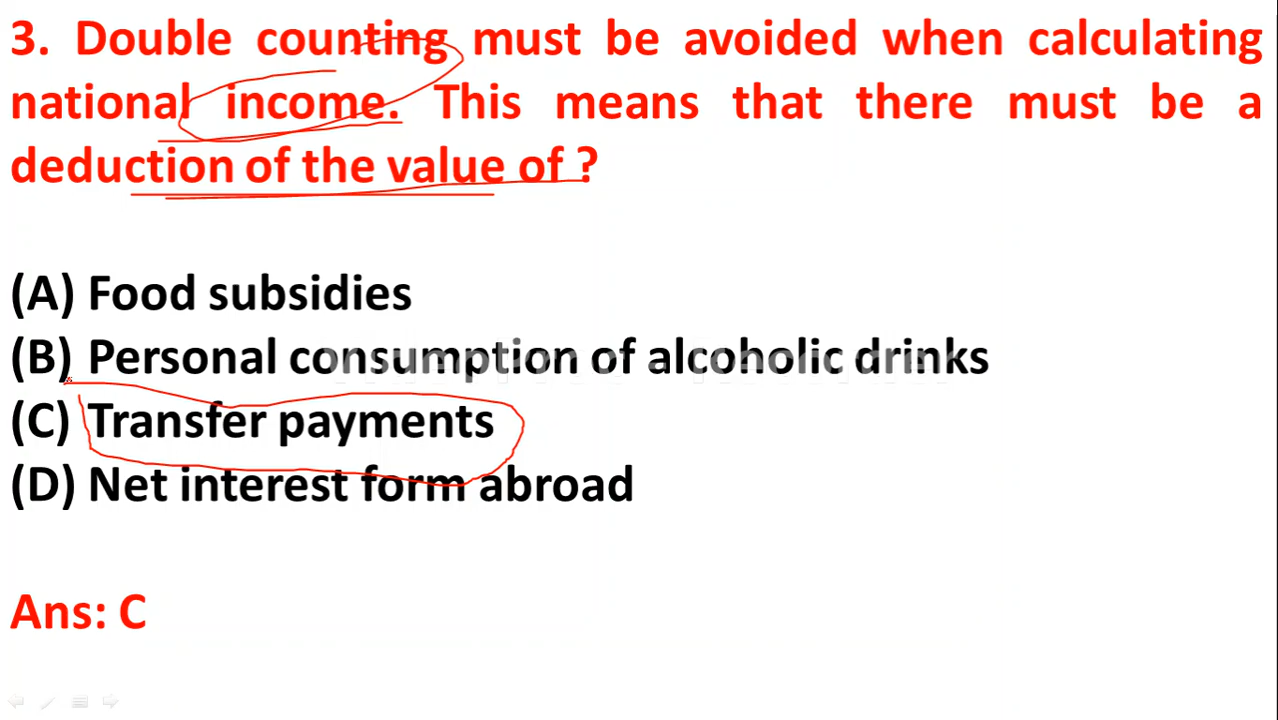 3. Double counting must be avoided when calculating
national income. This means that there must be a
deduction of the value of ?
(A) Food subsidies
(B) Personal consumption of alcoholic drinks
(C) Transfer payments
(D) Net interest form abroad
Ans: C